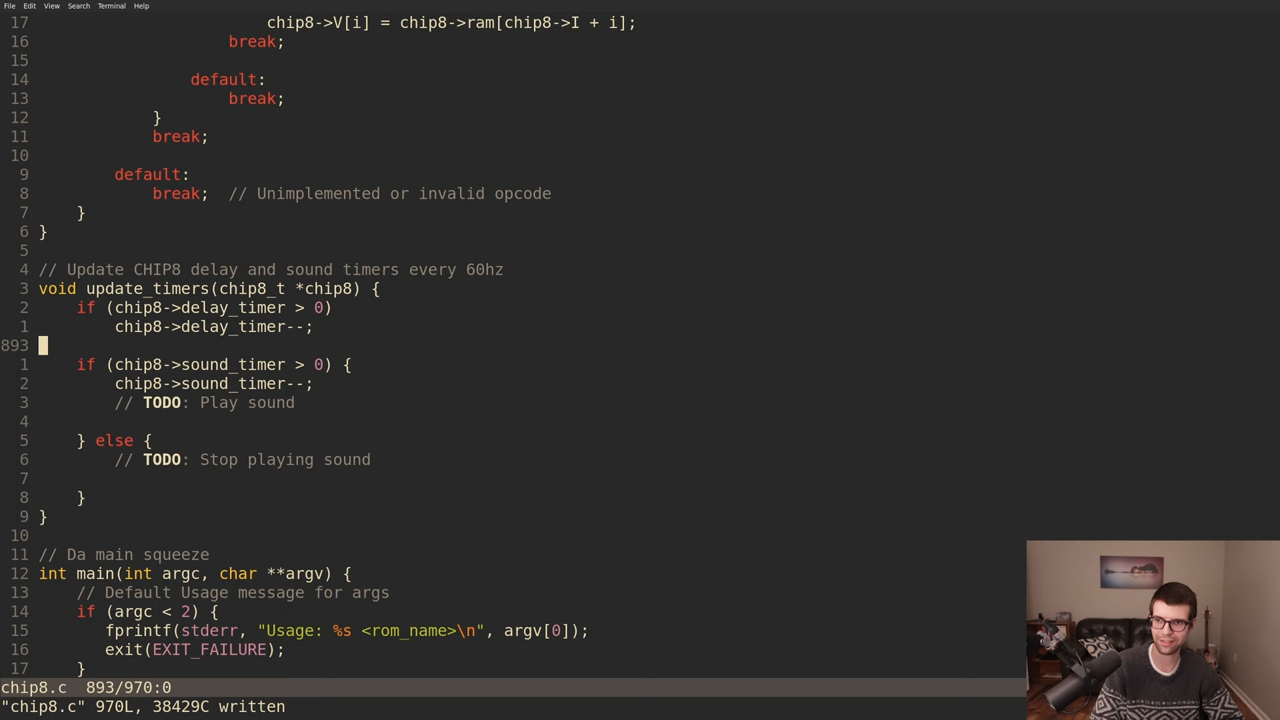 File Edit View Search Terminal Help
17 chip8->V[i] = chip8->ram[chip8->I + i];
16 break;
15
14 default:
13 break;
12 }
11 break;
10
9 default:
8 break; // Unimplemented or invalid opcode
7 }
6 }
5
4 // Update CHIP8 delay and sound timers every 60hz
3 void update_timers(chip8_t *chip8) {
2 if (chip8->delay_timer > 0)
1 chip8->delay_timer--;
893
1 if (chip8->sound_timer > 0) {
2 chip8->sound_timer--;
3 // TODO: Play sound
4
5 } else {
6 // TODO: Stop playing sound
7
8 }
9 }
10
11 // Da main squeeze
12 int main(int argc, char **argv) {
13 // Default Usage message for args
14 if (argc < 2) {
15 fprintf(stderr, "Usage: %s <rom_name>\n", argv[0]);
16 exit(EXIT_FAILURE);
17 }
chip8.c 893/970:0
"chip8.c" 970L, 38429C written